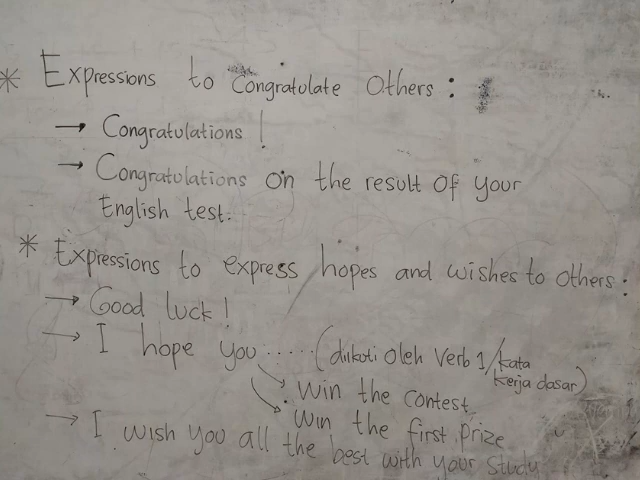 * Expressions to Congratulate Others :
→ Congratulations !
→ Congratulations on the result of your
English test.
* Expressions to express hopes and wishes to others :
→ Good luck !
→ I hope you ...... (diikuti oleh Verb 1/kata
kerja dasar)
→ win the contest
→ win the first prize
→ I wish you all the best with your study